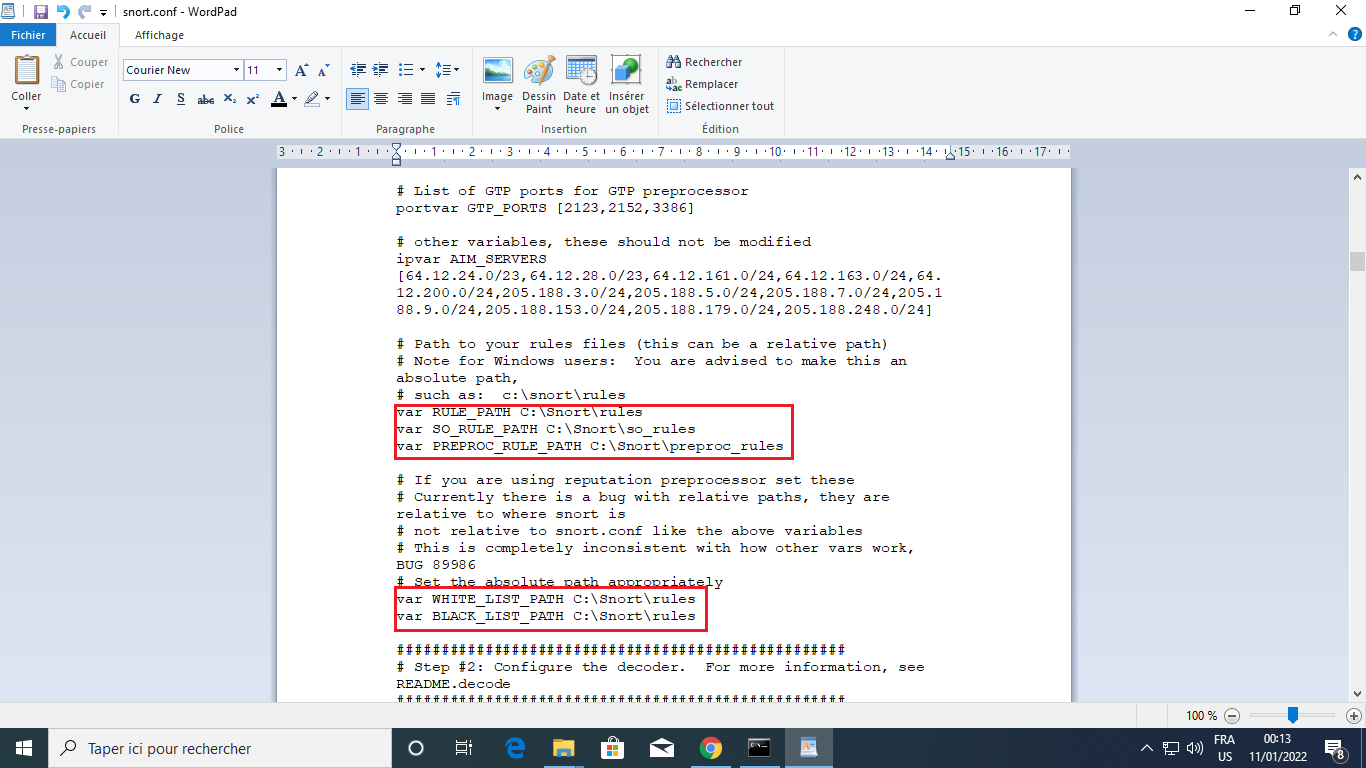 snort.conf - WordPad
Fichier
Accueil
Affichage
Coller
Couper
Copier
Presse-papiers
Courier New
11
G I S abc X₂ X² A
Police
Paragraphe
Image
Dessin Paint
Date et heure
Insérer un objet
Insertion
Rechercher
Remplacer
Sélectionner tout
Édition
3 2 1 1 2 3 4 5 6 7 8 9 10 11 12 13 14 15 16 17
# List of GTP ports for GTP preprocessor
portvar GTP_PORTS [2123,2152,3386]
# other variables, these should not be modified
ipvar AIM_SERVERS
[64.12.24.0/23,64.12.28.0/23,64.12.161.0/24,64.12.163.0/24,64.
12.200.0/24,205.188.3.0/24,205.188.5.0/24,205.188.7.0/24,205.1
88.9.0/24,205.188.153.0/24,205.188.179.0/24,205.188.248.0/24]
# Path to your rules files (this can be a relative path)
# Note for Windows users:  You are advised to make this an
absolute path,
# such as:  c:\snort\rules
var RULE_PATH C:\Snort\rules
var SO_RULE_PATH C:\Snort\so_rules
var PREPROC_RULE_PATH C:\Snort\preproc_rules
# If you are using reputation preprocessor set these
# Currently there is a bug with relative paths, they are
relative to where snort is
# not relative to snort.conf like the above variables
# This is completely inconsistent with how other vars work,
BUG 89986
# Set the absolute path appropriately
var WHITE_LIST_PATH C:\Snort\rules
var BLACK_LIST_PATH C:\Snort\rules
###################################################
# Step #2: Configure the decoder.  For more information, see
README.decode
###################################################
100 %
Taper ici pour rechercher
FRA
US
00:13
11/01/2022
8